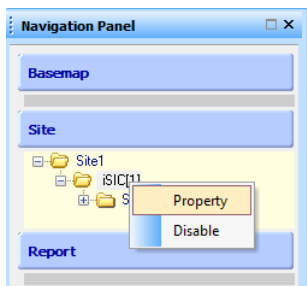 Navigation Panel
Basemap
Site
Site1
iSIC[1]
S
Property
Disable
Report